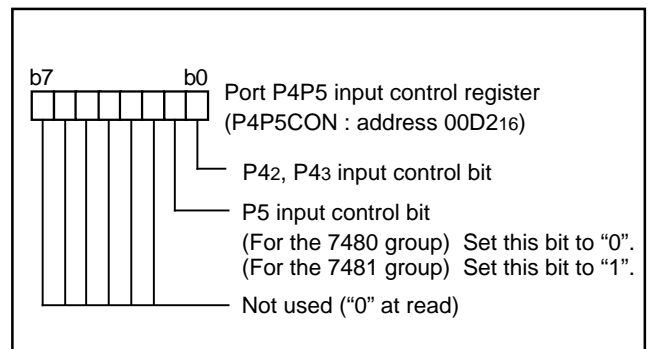 b7 b0
Port P4P5 input control register
(P4P5CON : address 00D216)
P42, P43 input control bit
P5 input control bit
(For the 7480 group) Set this bit to “0”.
(For the 7481 group) Set this bit to “1”.
Not used (“0” at read)